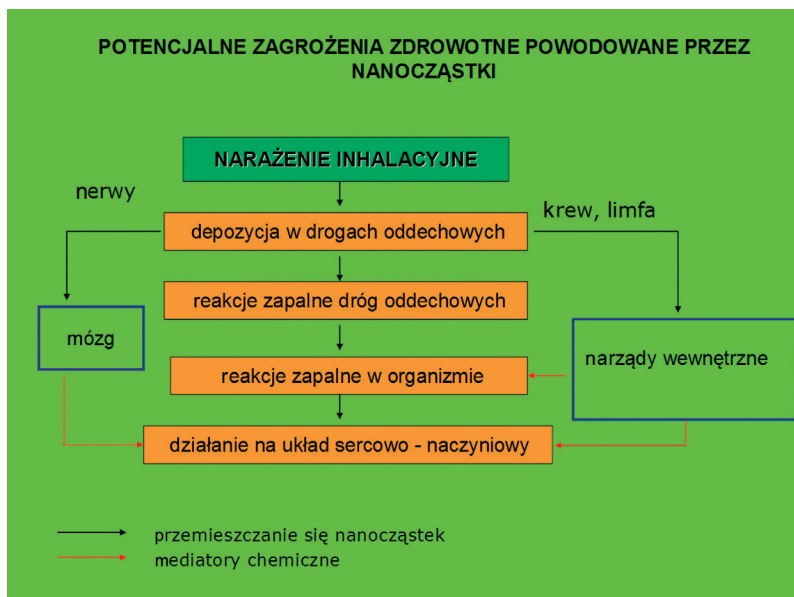 POTENCJALNE ZAGROŻENIA ZDROWOTNE POWODOWANE PRZEZ
NANOCZĄSTKI
NARAŻENIE INHALACYJNE
nerwy
krew, limfa
depozycja w drogach oddechowych
reakcje zapalne dróg oddechowych
mózg
narządy wewnętrzne
reakcje zapalne w organizmie
działanie na układ sercowo - naczyniowy
przemieszczanie się nanocząstek
mediatory chemiczne